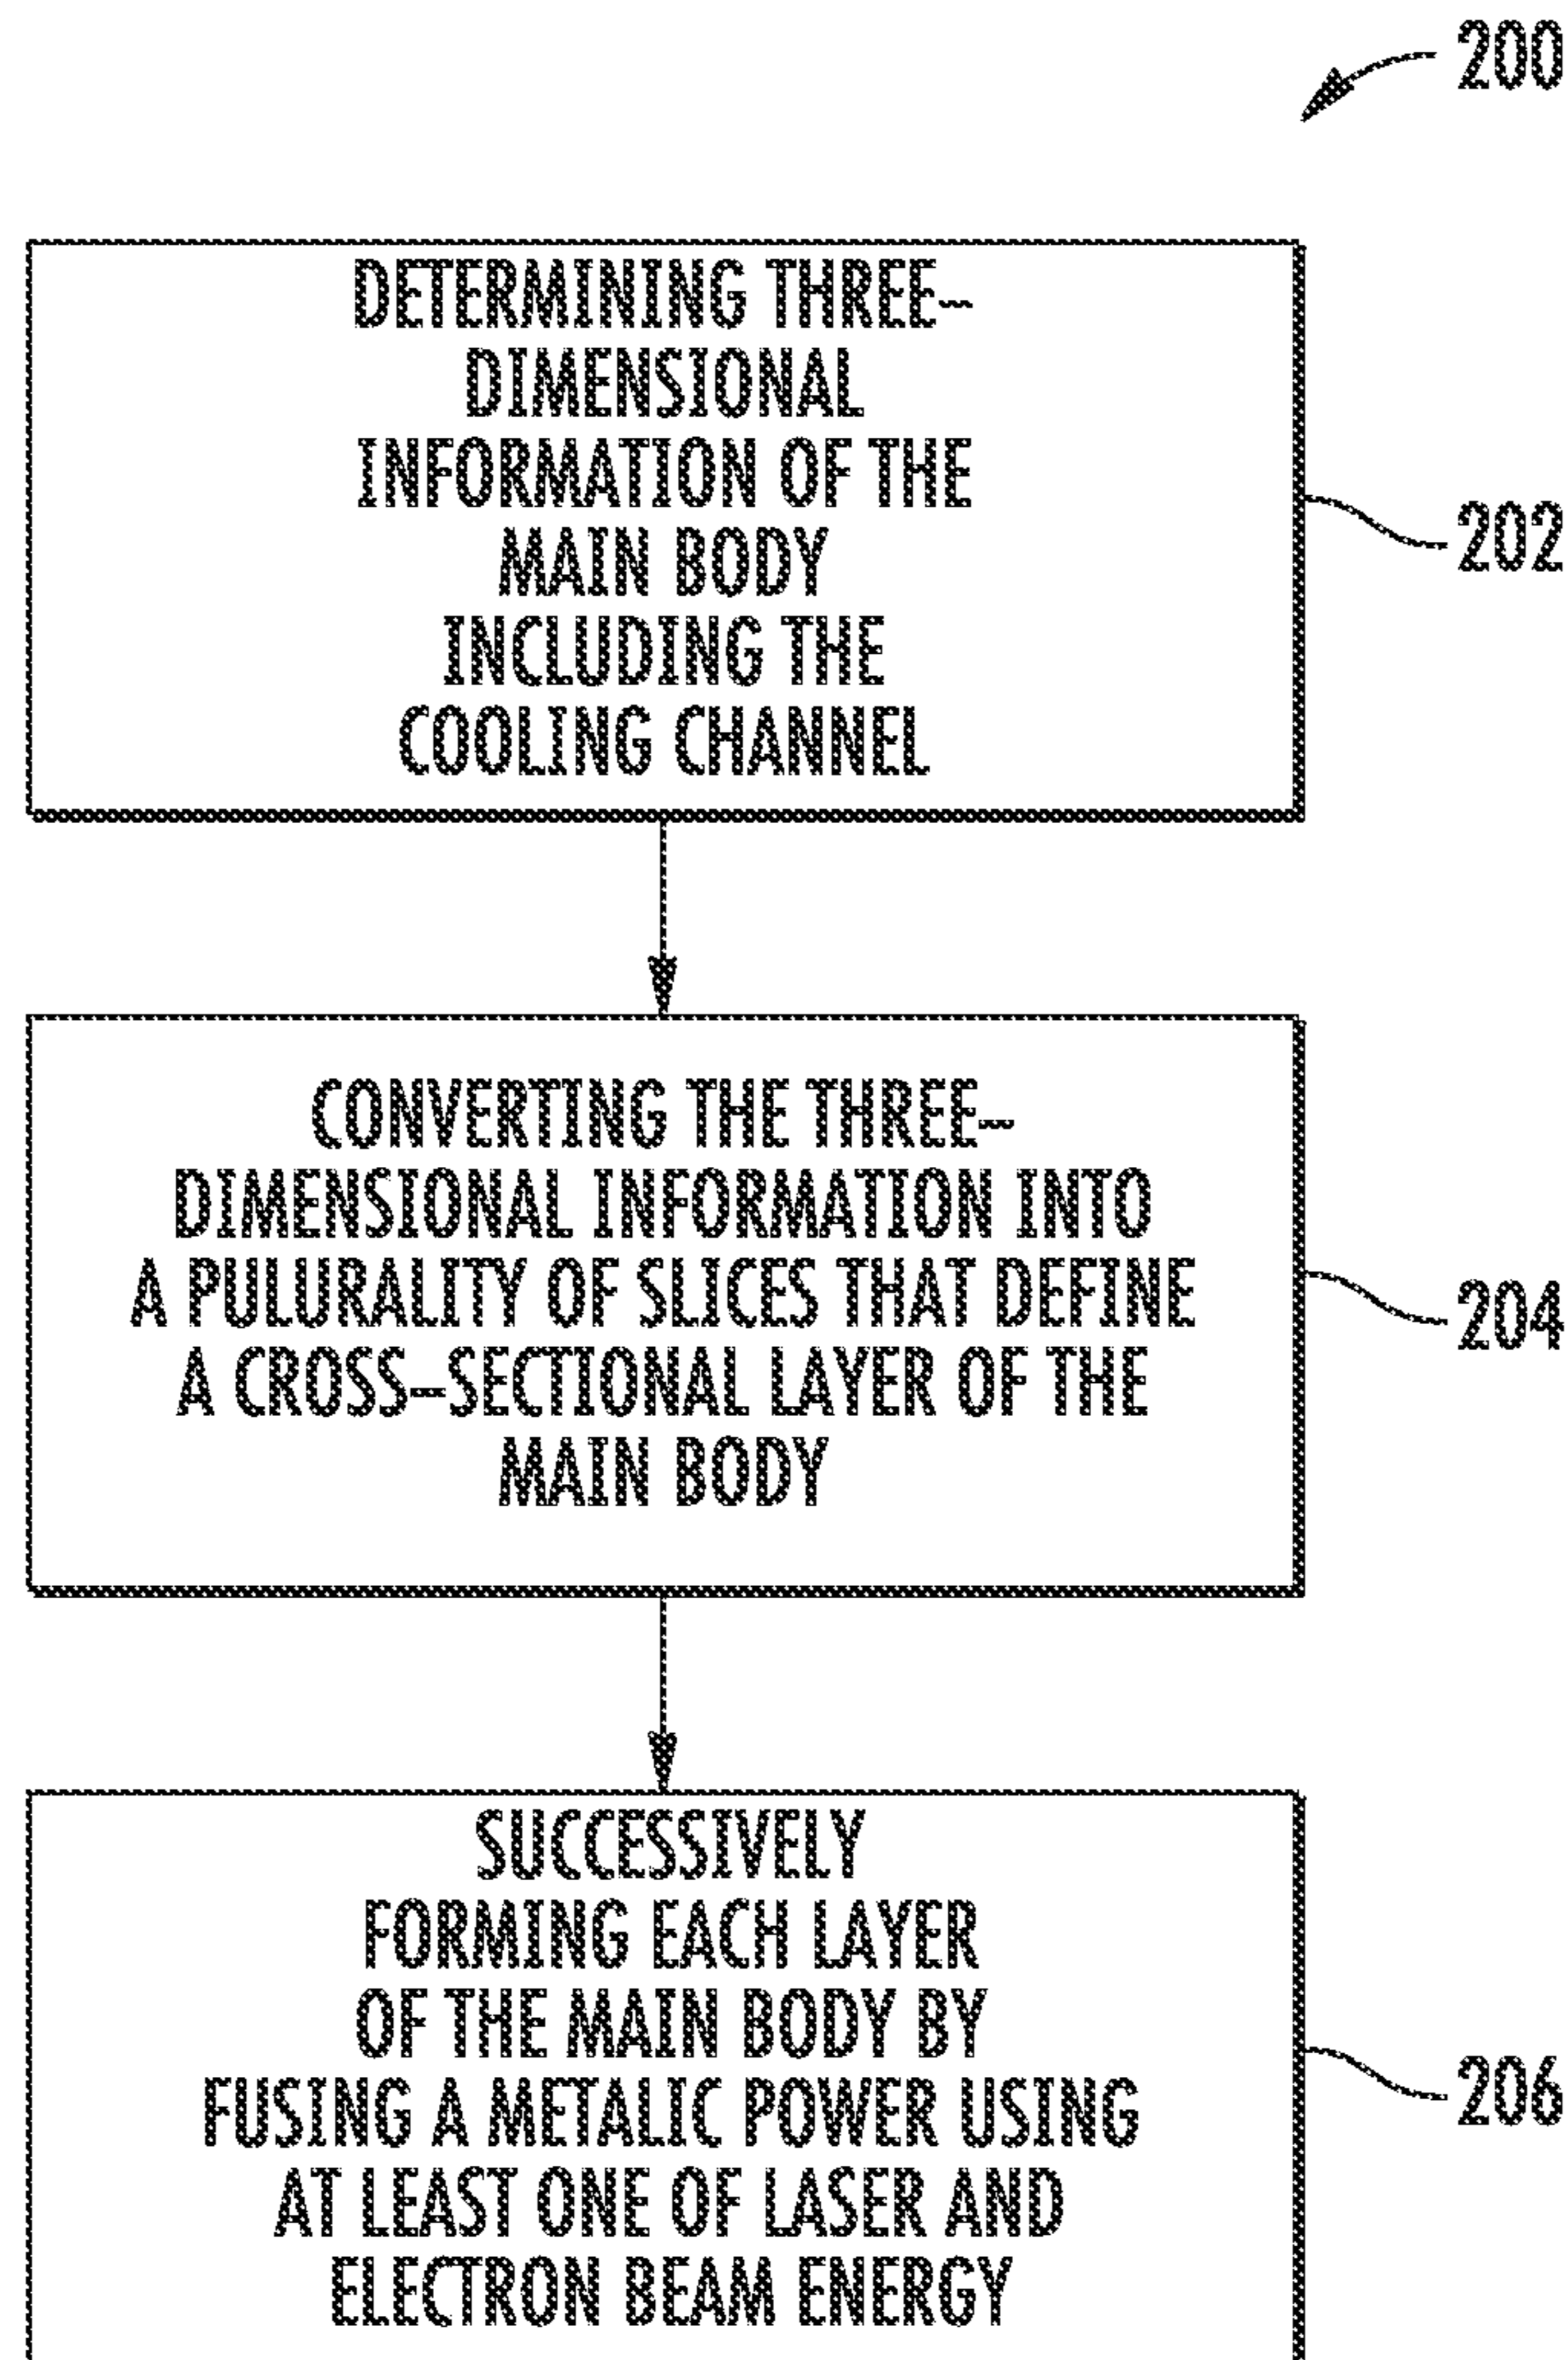 200
DETERMINING THREE-
DIMENSIONAL
INFORMATION OF THE
MAIN BODY
INCLUDING THE
COOLING CHANNEL
202
CONVERTING THE THREE-
DIMENSIONAL INFORMATION INTO
A PULURALITY OF SLICES THAT DEFINE
A CROSS-SECTIONAL LAYER OF THE
MAIN BODY
204
SUCCESSIVELY
FORMING EACH LAYER
OF THE MAIN BODY BY
FUSING A METALIC POWER USING
AT LEAST ONE OF LASER AND
ELECTRON BEAM ENERGY
206